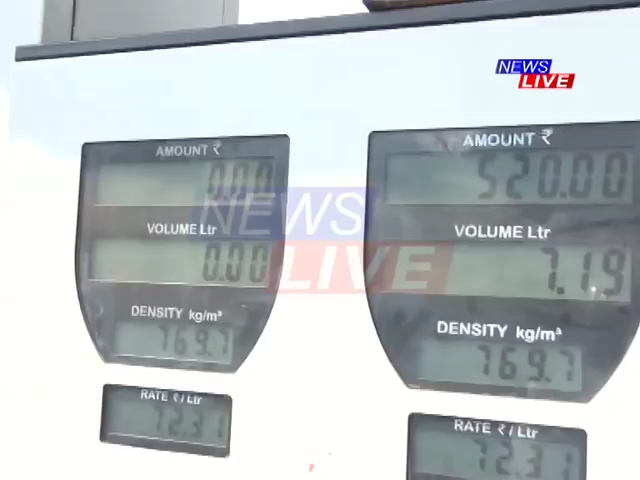 NEWS
LIVE
AMOUNT ₹
0.00
VOLUME Ltr
0.00
DENSITY kg/m³
769.7
RATE ₹/Ltr
72.31
AMOUNT ₹
520.00
VOLUME Ltr
7.19
DENSITY kg/m³
769.7
RATE ₹/Ltr
72.31
NEWS
LIVE